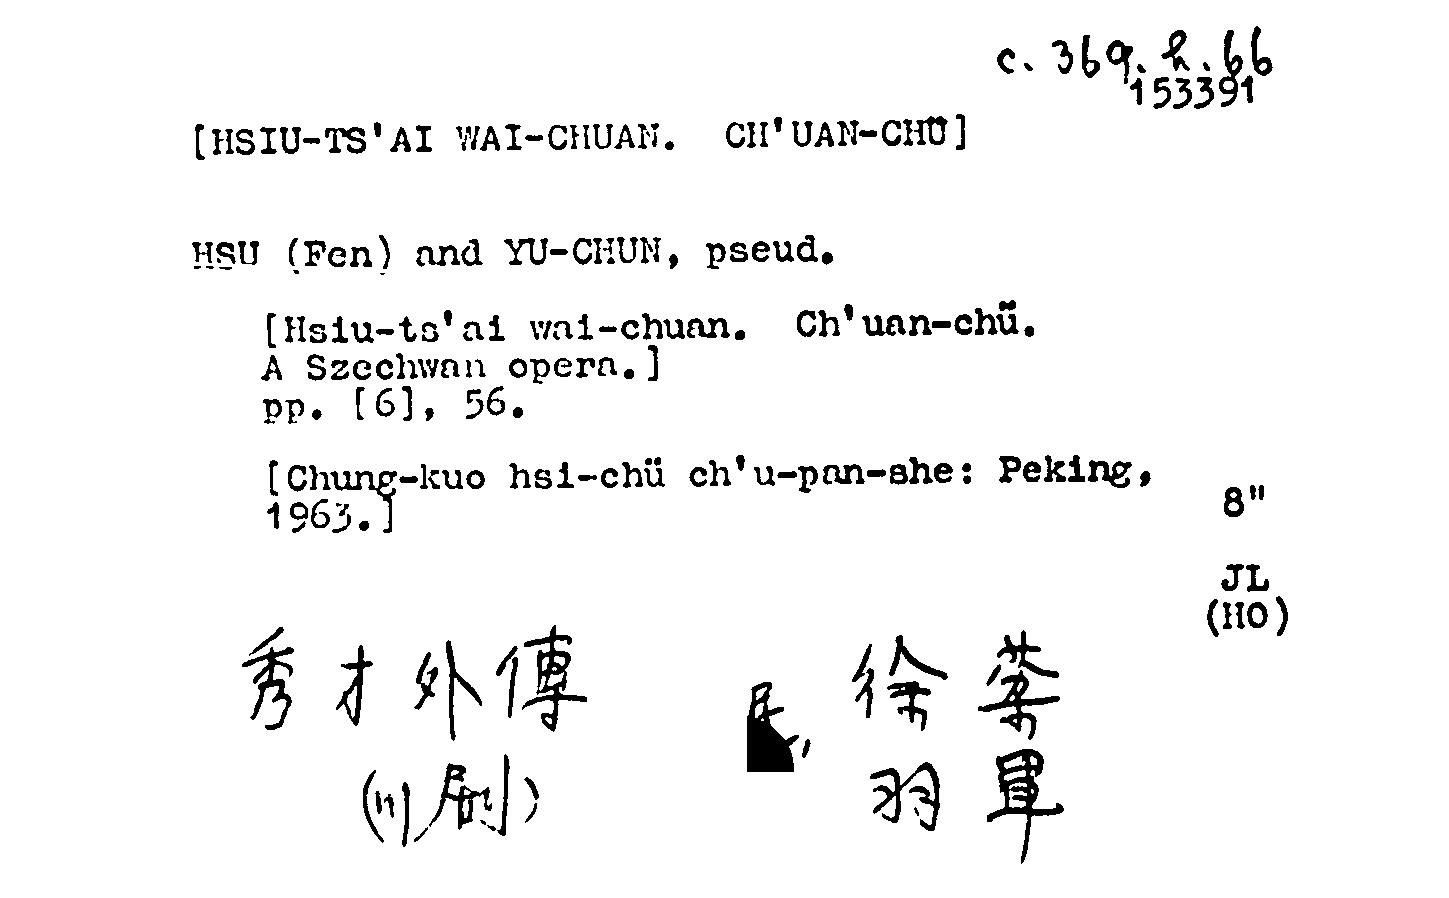 c. 369. h. 66
153391
[HSIU-TS'AI WAI-CHUAN. CH'UAN-CHÜ]
HSU (Fen) and YU-CHUN, pseud.
[Hsiu-ts'ai wai-chuan. Ch'uan-chü.
A Szechwan opera.]
pp. [6], 56.
[Chung-kuo hsi-chü ch'u-pan-she: Peking,
1963.]
8"
JL
(HO)
秀才外傳 徐棻
(川剧) 羽軍